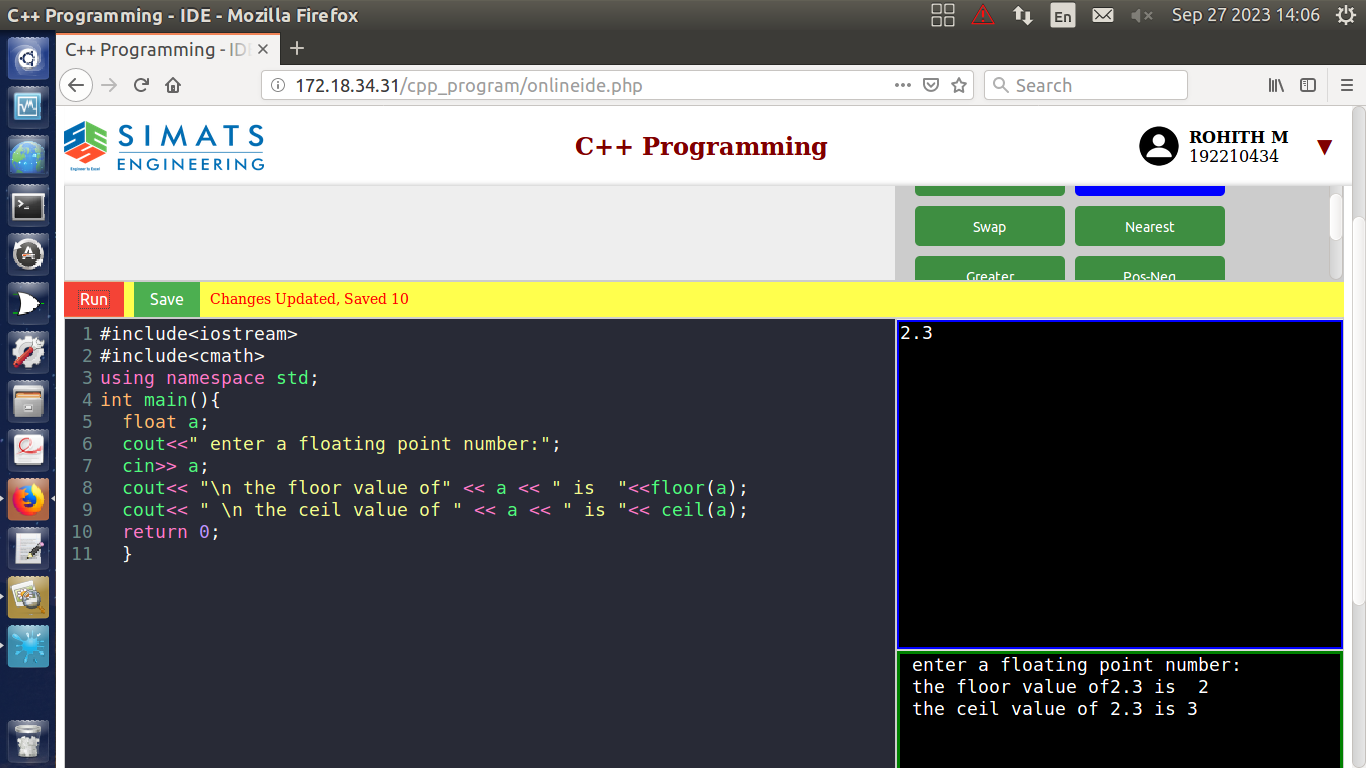 C++ Programming - IDE - Mozilla Firefox
En
Sep 27 2023 14:06
C++ Programming - IDE
172.18.34.31/cpp_program/onlineide.php
Search
SIMATS
ENGINEERING
Engineer to Excel
C++ Programming
ROHITH M
192210434
Swap
Nearest
Greater
Pos-Neg
Run
Save
Changes Updated, Saved 10
1 #include<iostream>
2 #include<cmath>
3 using namespace std;
4 int main(){
5   float a;
6   cout<<" enter a floating point number:";
7   cin>> a;
8   cout<< "\n the floor value of" << a << " is  "<<floor(a);
9   cout<< " \n the ceil value of " << a << " is "<< ceil(a);
10   return 0;
11   }
2.3
enter a floating point number:
the floor value of2.3 is  2
the ceil value of 2.3 is 3